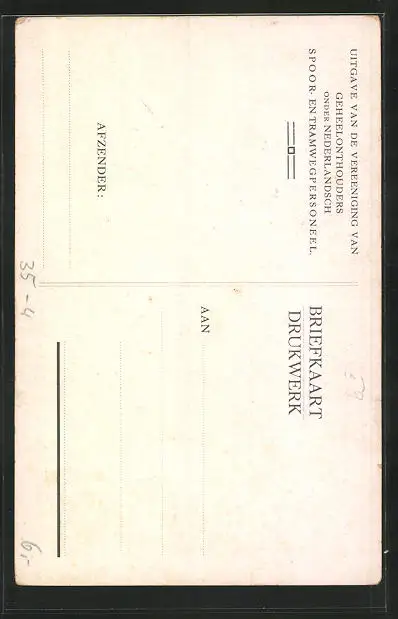 UITGAVE VAN DE VEREENIGING VAN
GEHEELONTHOUDERS
ONDER NEDERLANDSCH
SPOOR- EN TRAMWEGPERSONEEL.
AFZENDER:
BRIEFKAART
DRUKWERK
AAN
35-4
6,-